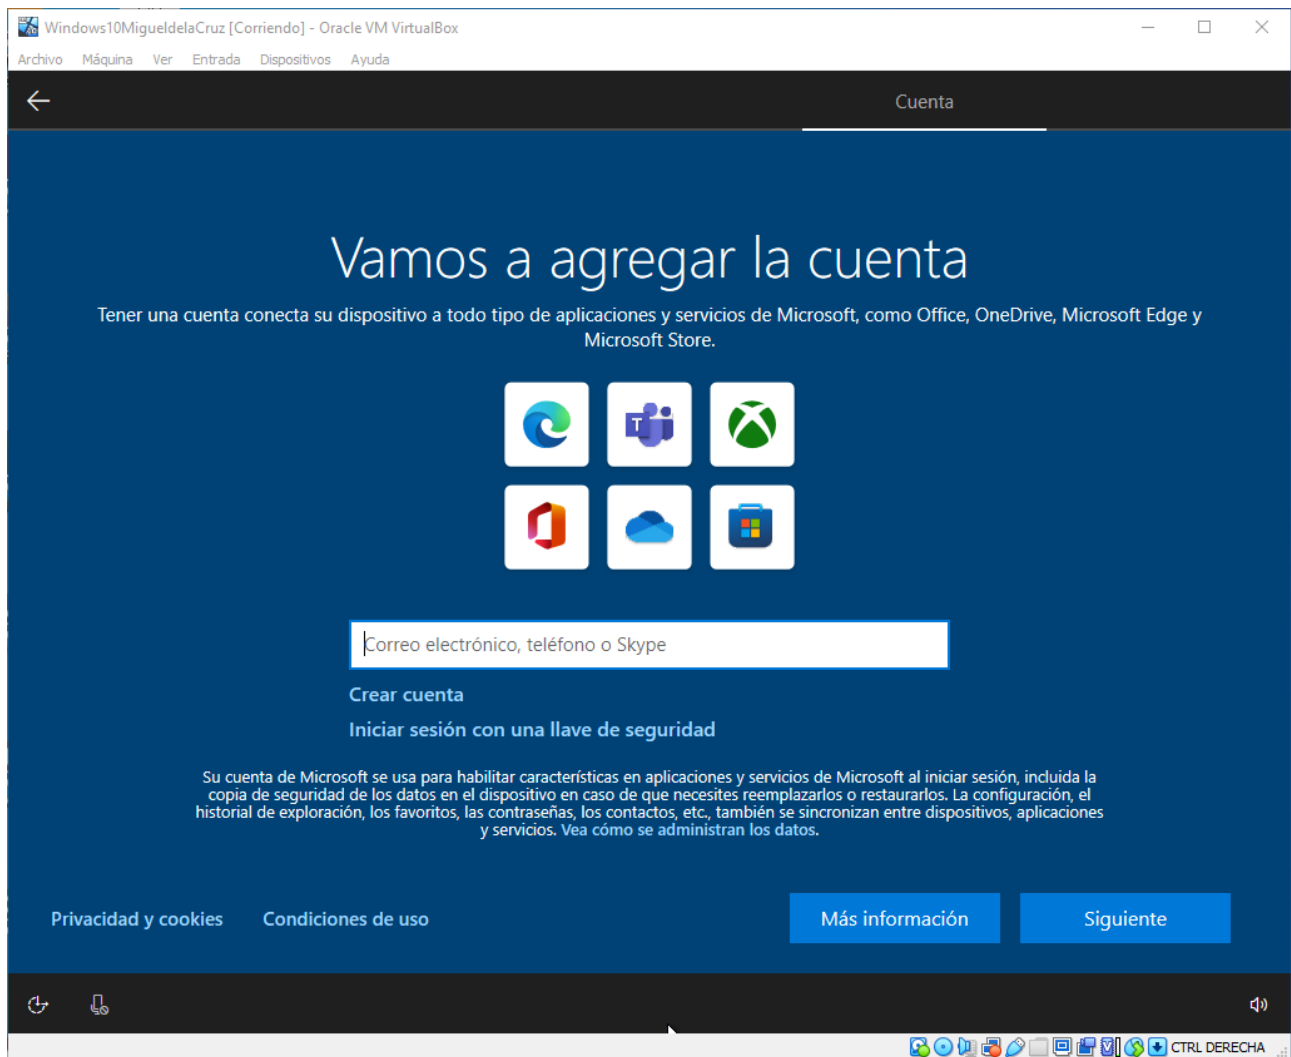 Windows10MigueldelaCruz [Corriendo] - Oracle VM VirtualBox
Archivo Máquina Ver Entrada Dispositivos Ayuda
Cuenta
Vamos a agregar la cuenta
Tener una cuenta conecta su dispositivo a todo tipo de aplicaciones y servicios de Microsoft, como Office, OneDrive, Microsoft Edge y
Microsoft Store.
Correo electrónico, teléfono o Skype
Crear cuenta
Iniciar sesión con una llave de seguridad
Su cuenta de Microsoft se usa para habilitar características en aplicaciones y servicios de Microsoft al iniciar sesión, incluida la
copia de seguridad de los datos en el dispositivo en caso de que necesites reemplazarlos o restaurarlos. La configuración, el
historial de exploración, los favoritos, las contraseñas, los contactos, etc., también se sincronizan entre dispositivos, aplicaciones
y servicios. Vea cómo se administran los datos.
Privacidad y cookies Condiciones de uso Más información Siguiente
CTRL DERECHA